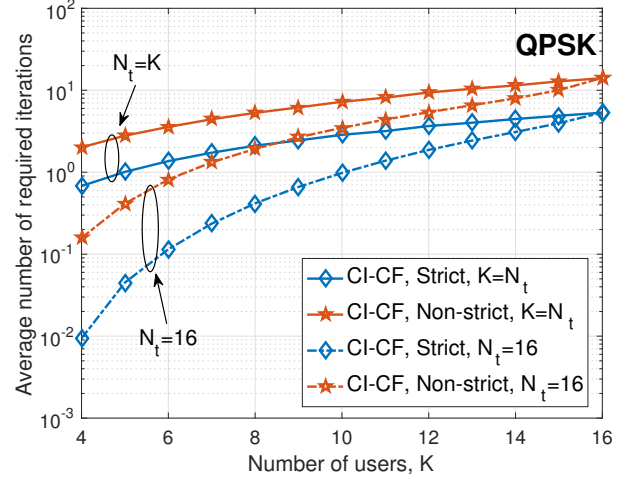 QPSK
N_t=K
N_t=16
Average number of required iterations
10^2
10^1
10^0
10^-1
10^-2
10^-3
4
6
8
10
12
14
16
Number of users, K
CI-CF, Strict, K=N_t
CI-CF, Non-strict, K=N_t
CI-CF, Strict, N_t=16
CI-CF, Non-strict, N_t=16